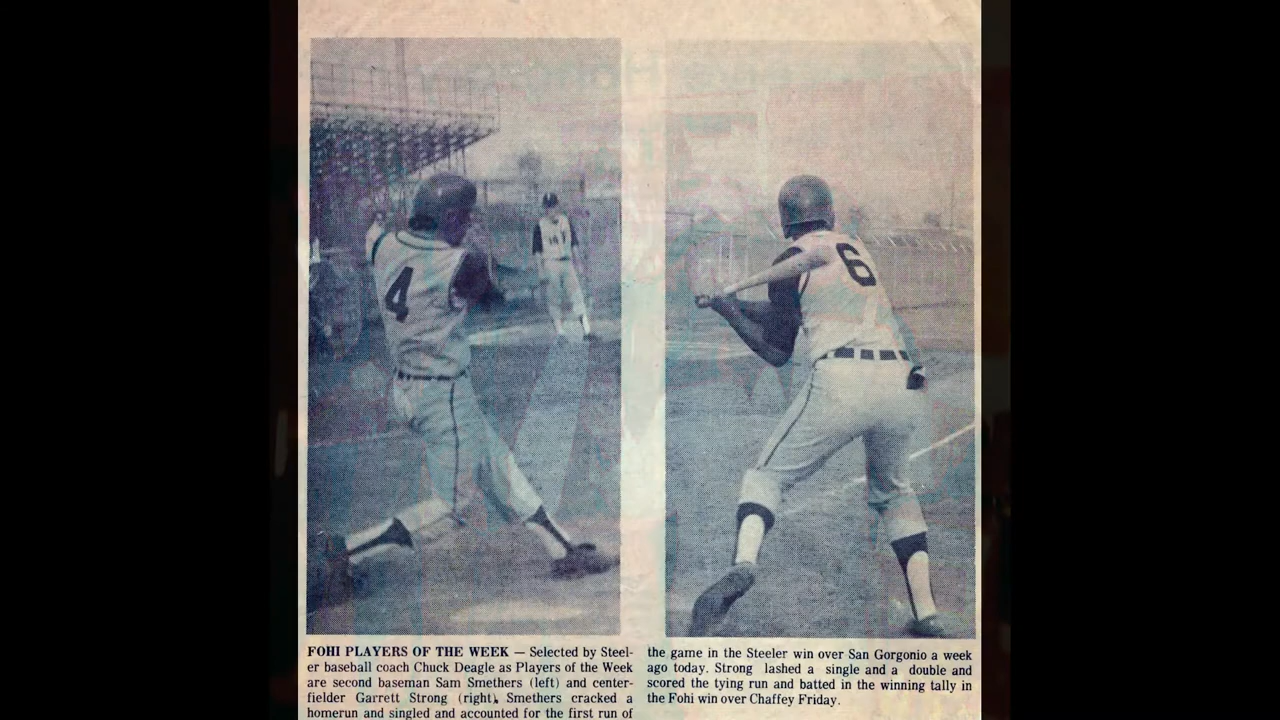 4
14
6
FOHI PLAYERS OF THE WEEK — Selected by Steel-
er baseball coach Chuck Deagle as Players of the Week
are second baseman Sam Smethers (left) and center-
fielder Garrett Strong (right). Smethers cracked a
homerun and singled and accounted for the first run of
the game in the Steeler win over San Gorgonio a week
ago today. Strong lashed a single and a double and
scored the tying run and batted in the winning tally in
the Fohi win over Chaffey Friday.